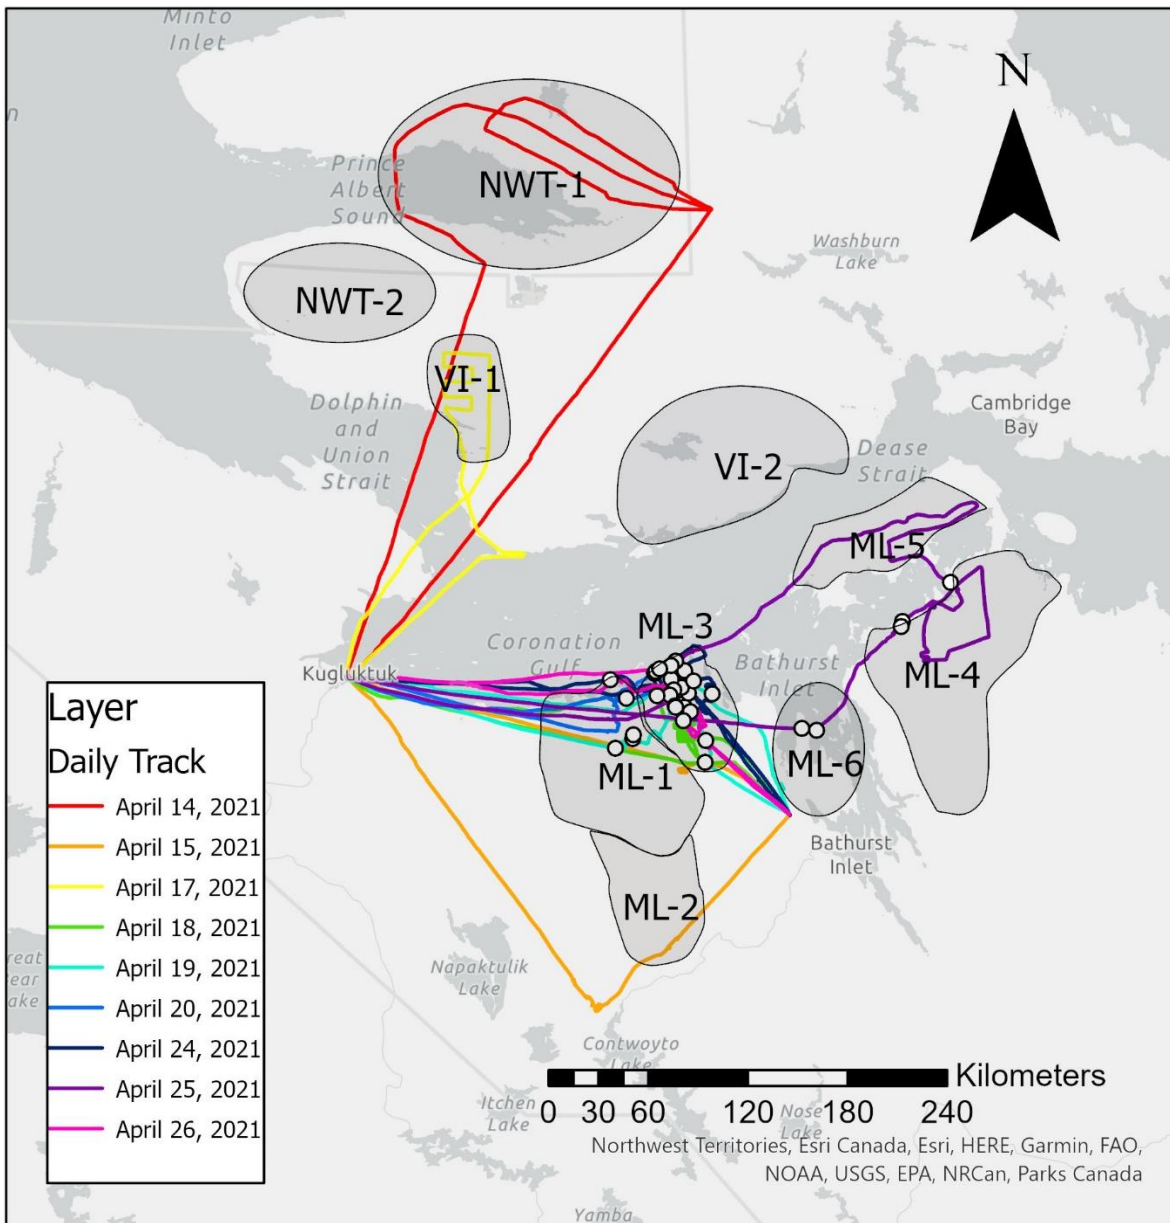 Minto
Inlet
N
Prince
Albert
Sound
NWT-1
Washburn
Lake
NWT-2
VI-1
Dolphin
and
Union
Strait
Cambridge
Bay
VI-2
Dease
Strait
ML-5
ML-3
Coronation
Gulf
Bathurst
Inlet
Kugluktuk
ML-4
ML-1
ML-6
Bathurst
Inlet
ML-2
Napaktulik
Lake
Contwoyto
Lake
Itchen
Lake
Nose
Lake
Yamba
Layer
Daily Track
April 14, 2021
April 15, 2021
April 17, 2021
April 18, 2021
April 19, 2021
April 20, 2021
April 24, 2021
April 25, 2021
April 26, 2021
Kilometers
0 30 60 120 180 240
Northwest Territories, Esri Canada, Esri, HERE, Garmin, FAO,
NOAA, USGS, EPA, NRCan, Parks Canada